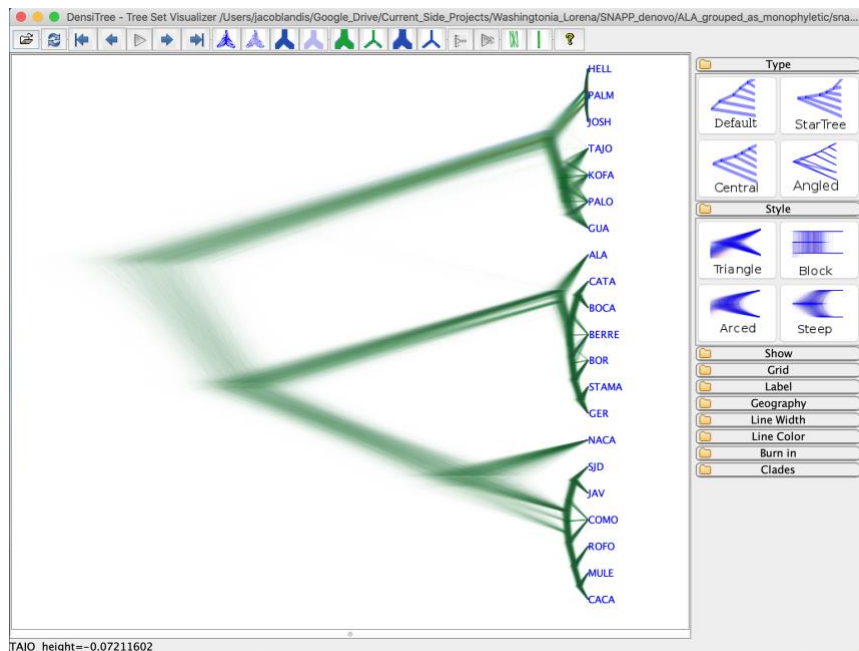 DensiTree - Tree Set Visualizer /Users/jacoblandis/Google_Drive/Current_Side_Projects/Washingtonia_Lorena/SNAPP_denovo/ALA_grouped_as_monophyletic/sna...
HELL
PALM
JOSH
TAJO
KOFA
PALO
GUA
ALA
CATA
BOCA
BERRE
BOR
STAMA
GER
NACA
SJD
JAV
COMO
ROFO
MULE
CACA
Type
Default
StarTree
Central
Angled
Style
Triangle
Block
Arced
Steep
Show
Grid
Label
Geography
Line Width
Line Color
Burn in
Clades
TAJO height=-0.07211602